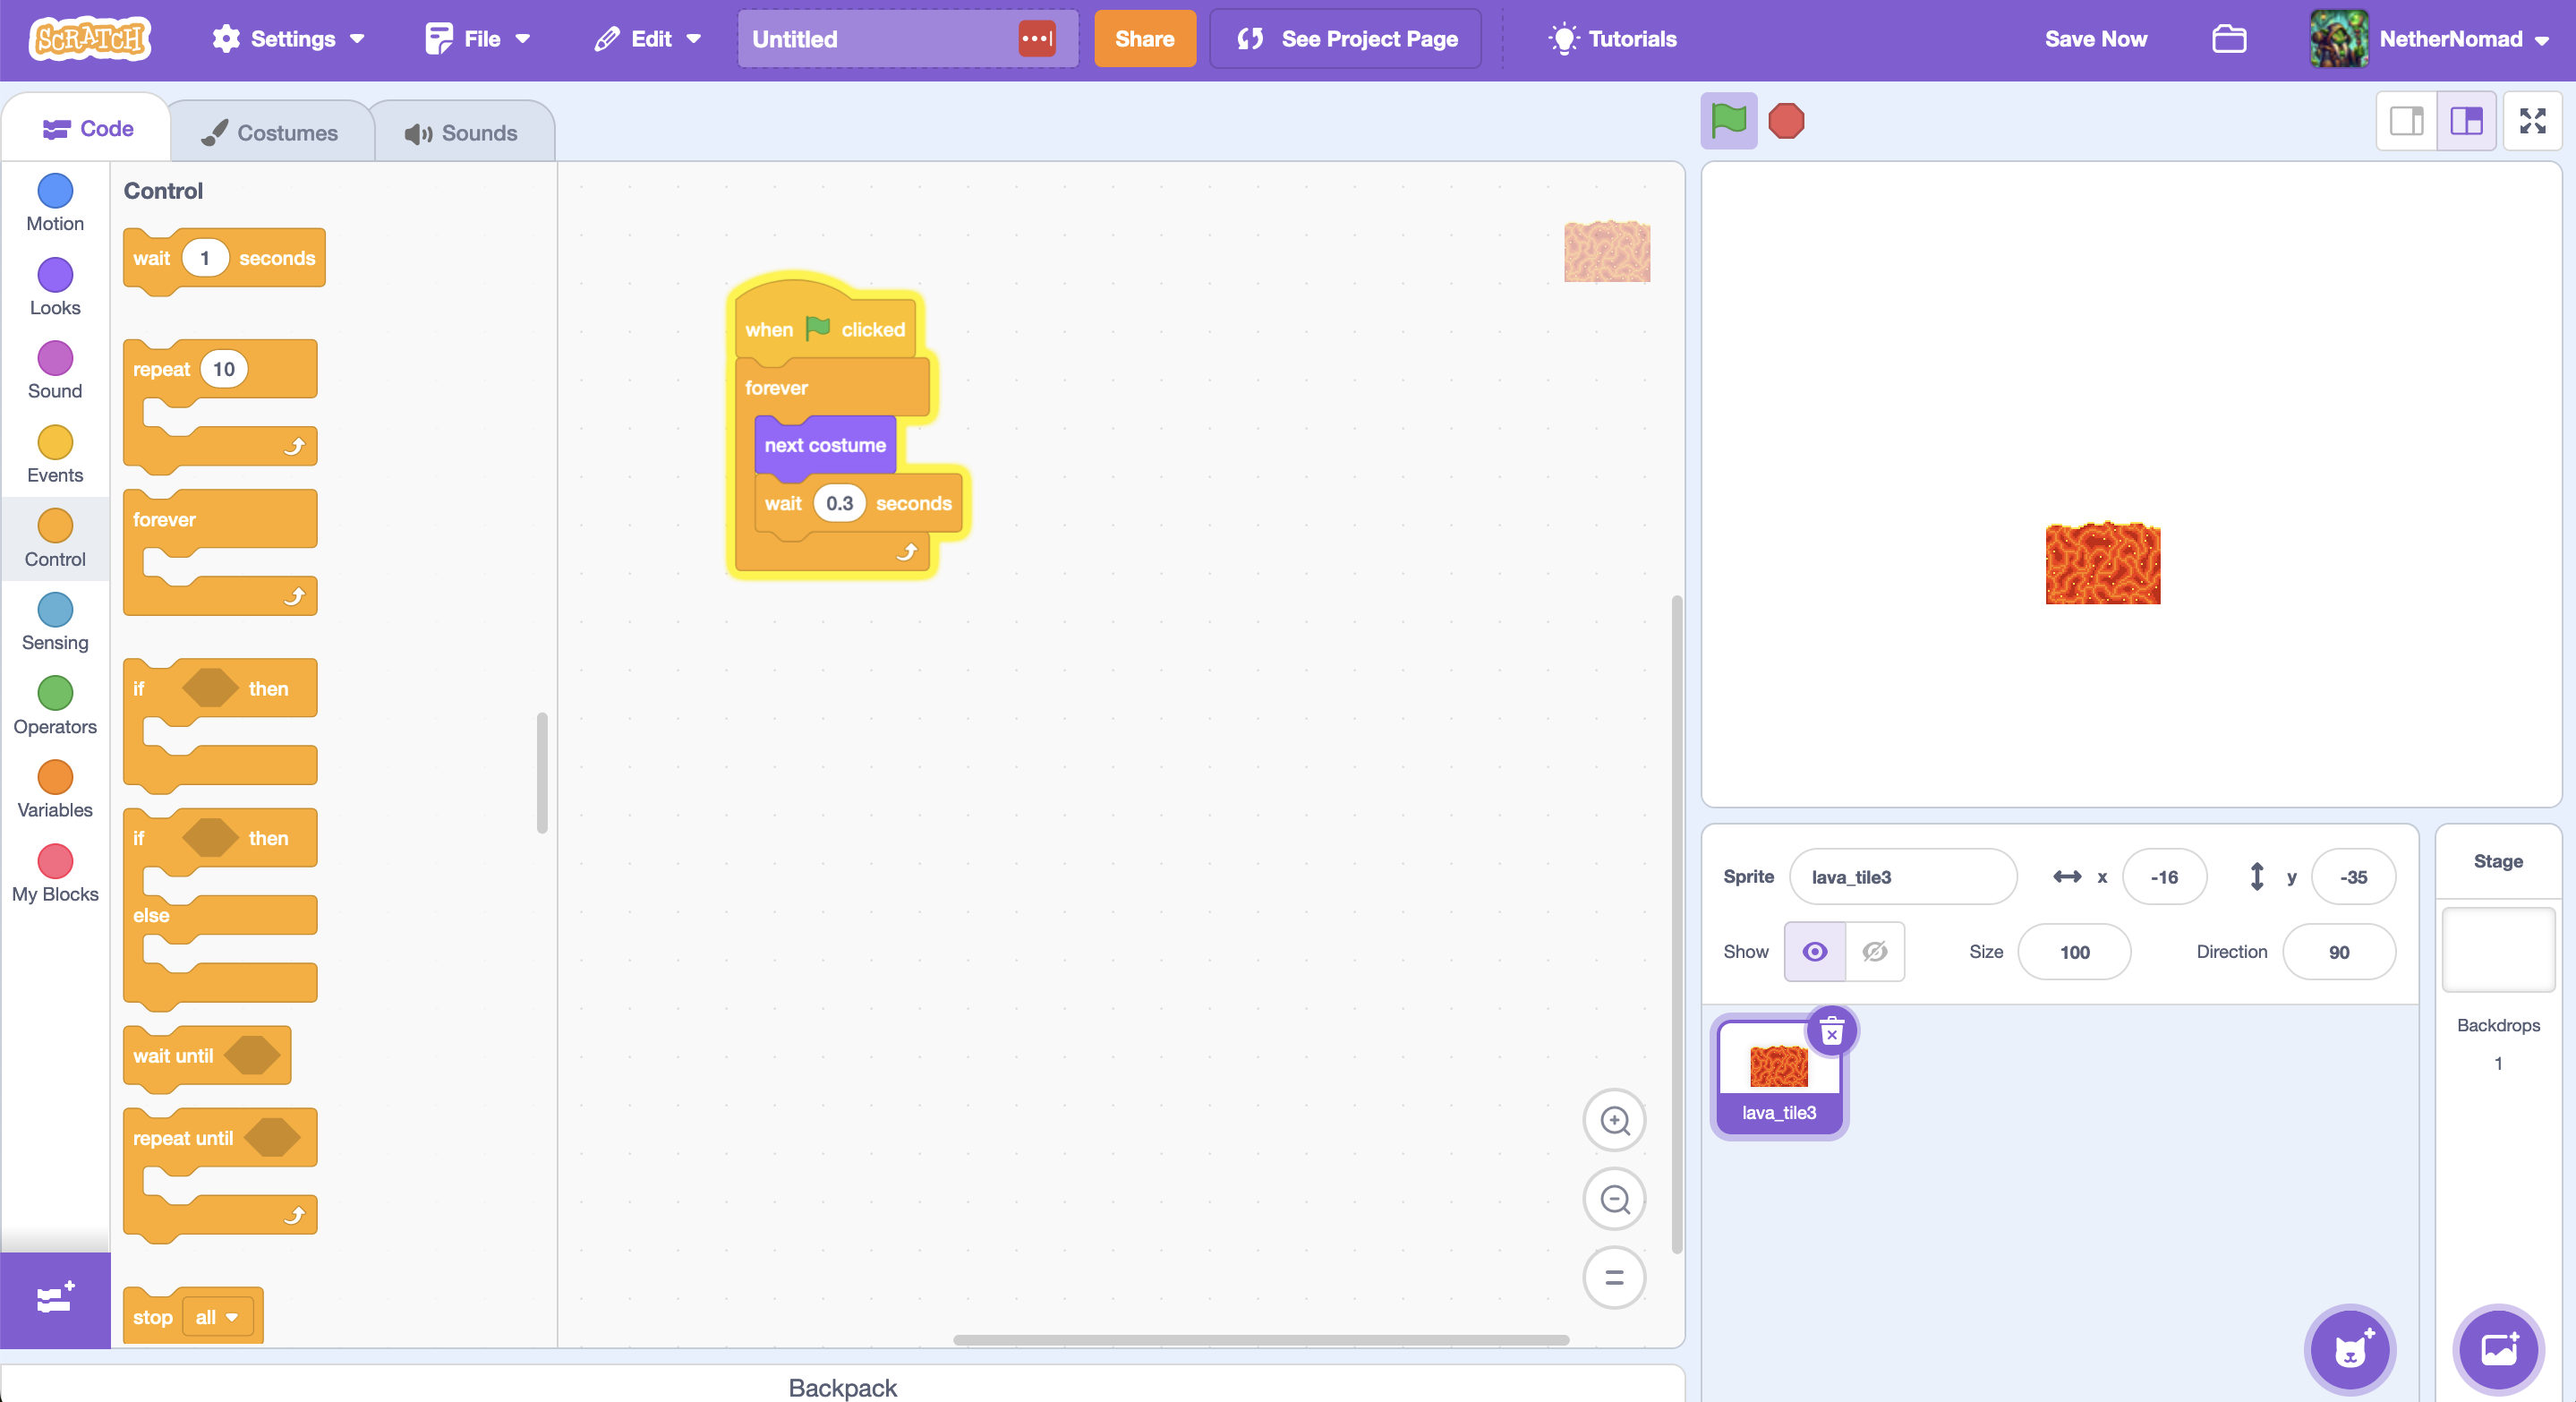 SCRATCH
Settings
File
Edit
Untitled
Share
See Project Page
Tutorials
Save Now
NetherNomad
Code
Costumes
Sounds
Motion
Looks
Sound
Events
Control
Sensing
Operators
Variables
My Blocks
Control
wait 1 seconds
repeat 10
forever
if then
if then
else
wait until
repeat until
stop all
when clicked
forever
next costume
wait 0.3 seconds
Sprite lava_tile3 x -16 y -35
Show Size 100 Direction 90
lava_tile3
Stage
Backdrops
1
Backpack